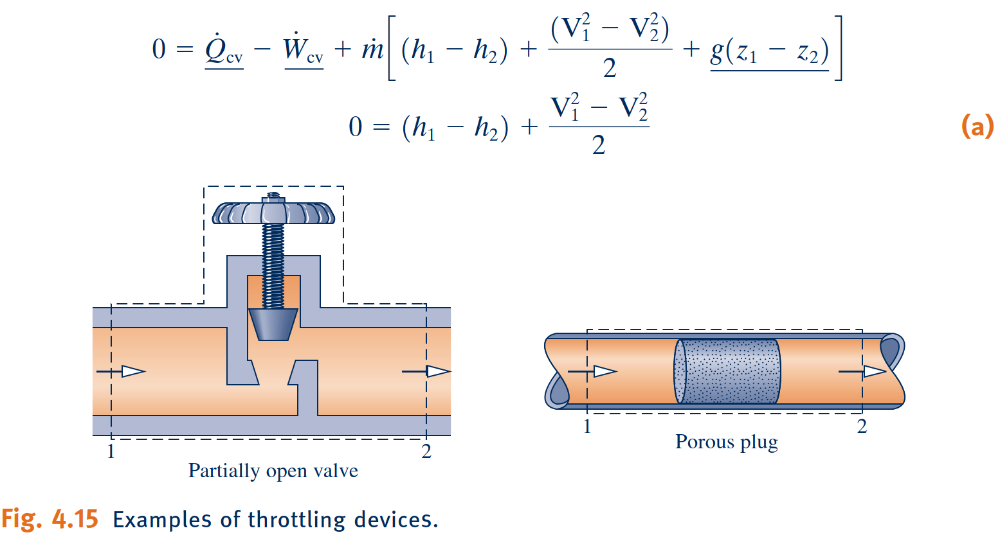 0 = Q̇cv − Ẇcv + ṁ[(h₁ − h₂) + (V₁² − V₂²)/2 + g(z₁ − z₂)]
0 = (h₁ − h₂) + (V₁² − V₂²)/2 (a)
1 2
Partially open valve
1 2
Porous plug
Fig. 4.15 Examples of throttling devices.